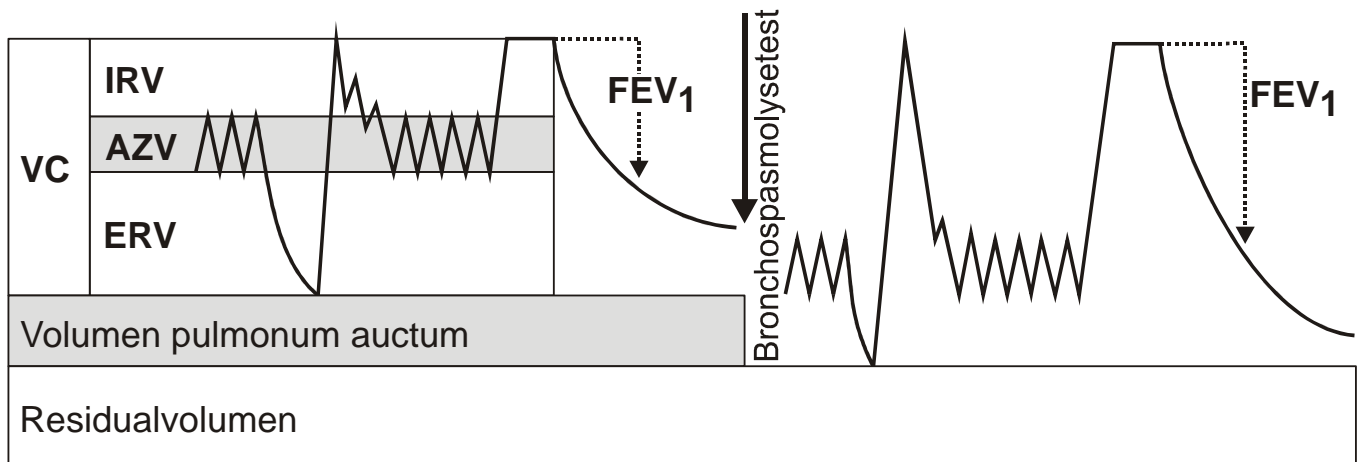 VC
IRV
AZV
ERV
FEV1
Bronchospasmolysetest
FEV1
Volumen pulmonum auctum
Residualvolumen